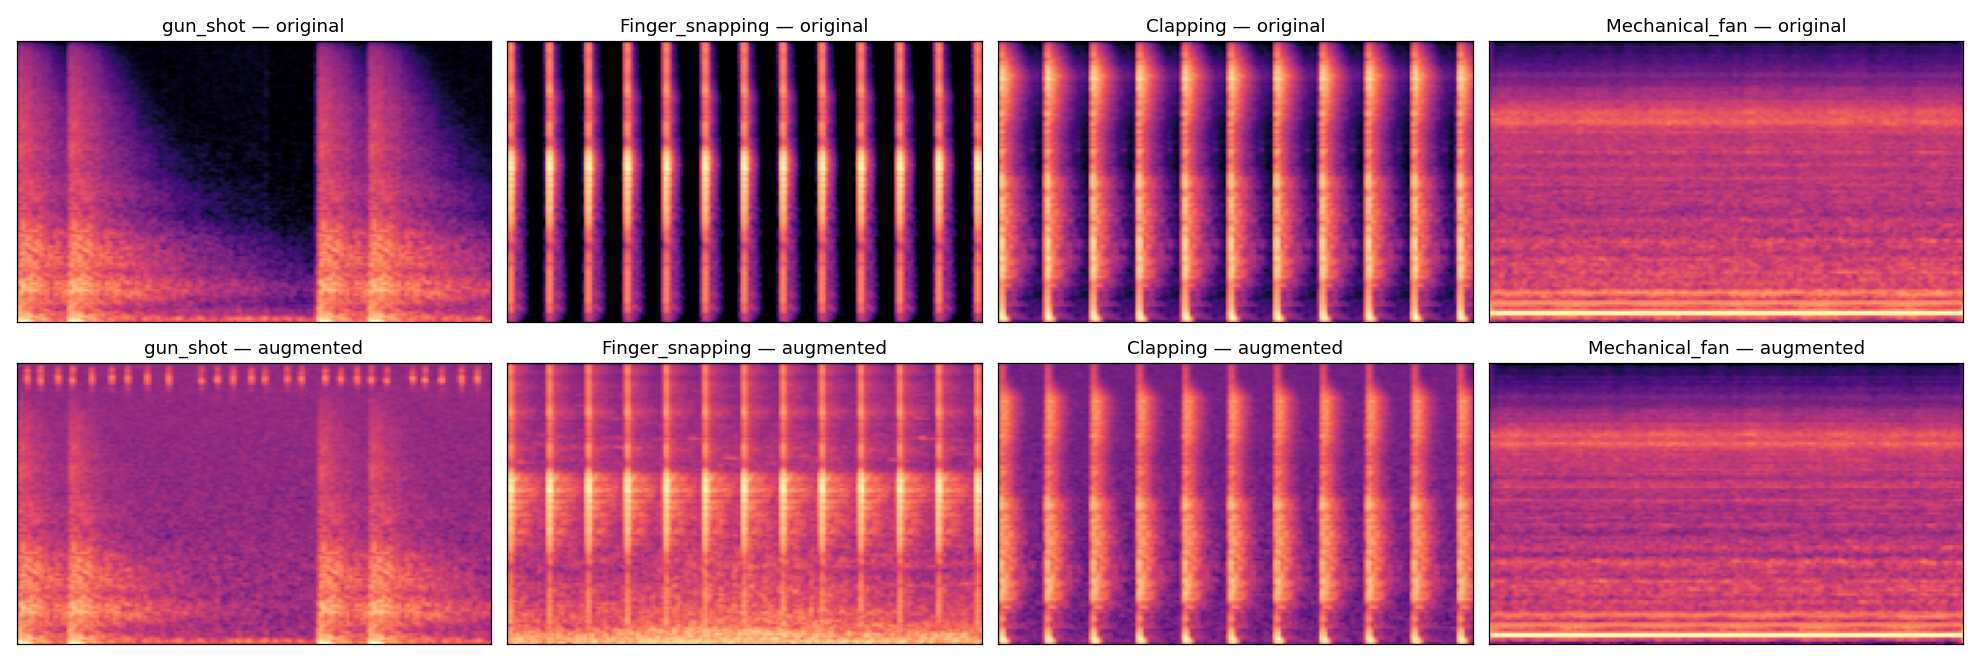 gun_shot — original
Finger_snapping — original
Clapping — original
Mechanical_fan — original
gun_shot — augmented
Finger_snapping — augmented
Clapping — augmented
Mechanical_fan — augmented